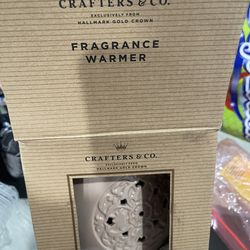 CRAFTERS & CO.
EXCLUSIVELY FROM
HALLMARK GOLD CROWN
FRAGRANCE
WARMER
CRAFTERS & CO.
EXCLUSIVELY FROM
HALLMARK GOLD CROWN